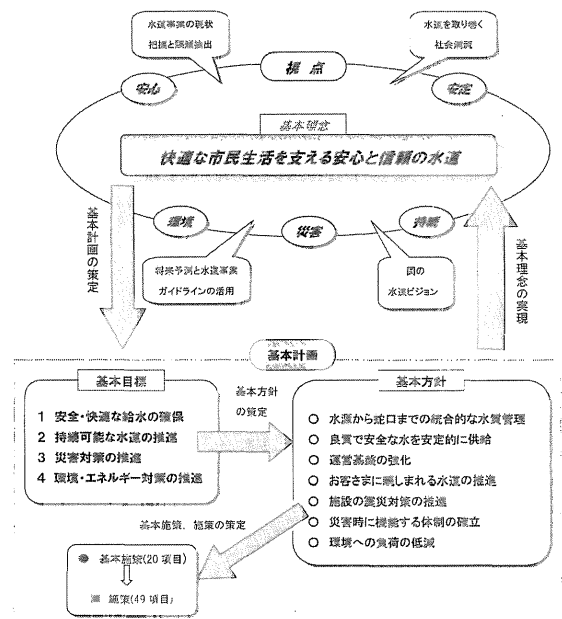 水道事業の現状
把握と課題抽出
水道を取り巻く
社会情勢
視点
安心
安定
基本理念
快適な市民生活を支える安心と信頼の水道
環境
災害
持続
基本計画の策定
基本理念の実現
将来予測と水道事業
ガイドラインの活用
国の
水道ビジョン
基本計画
基本目標
1 安全・快適な給水の確保
2 持続可能な水道の推進
3 災害対策の推進
4 環境・エネルギー対策の推進
基本方針
の策定
基本方針
○ 水源から蛇口までの統合的な水質管理
○ 良質で安全な水を安定的に供給
○ 運営基盤の強化
○ お客さまに親しまれる水道の推進
○ 施設の震災対策の推進
○ 災害時に機能する体制の確立
○ 環境への負荷の低減
基本施策、施策の策定
● 基本施策(20 項目)
■ 施策(49 項目)